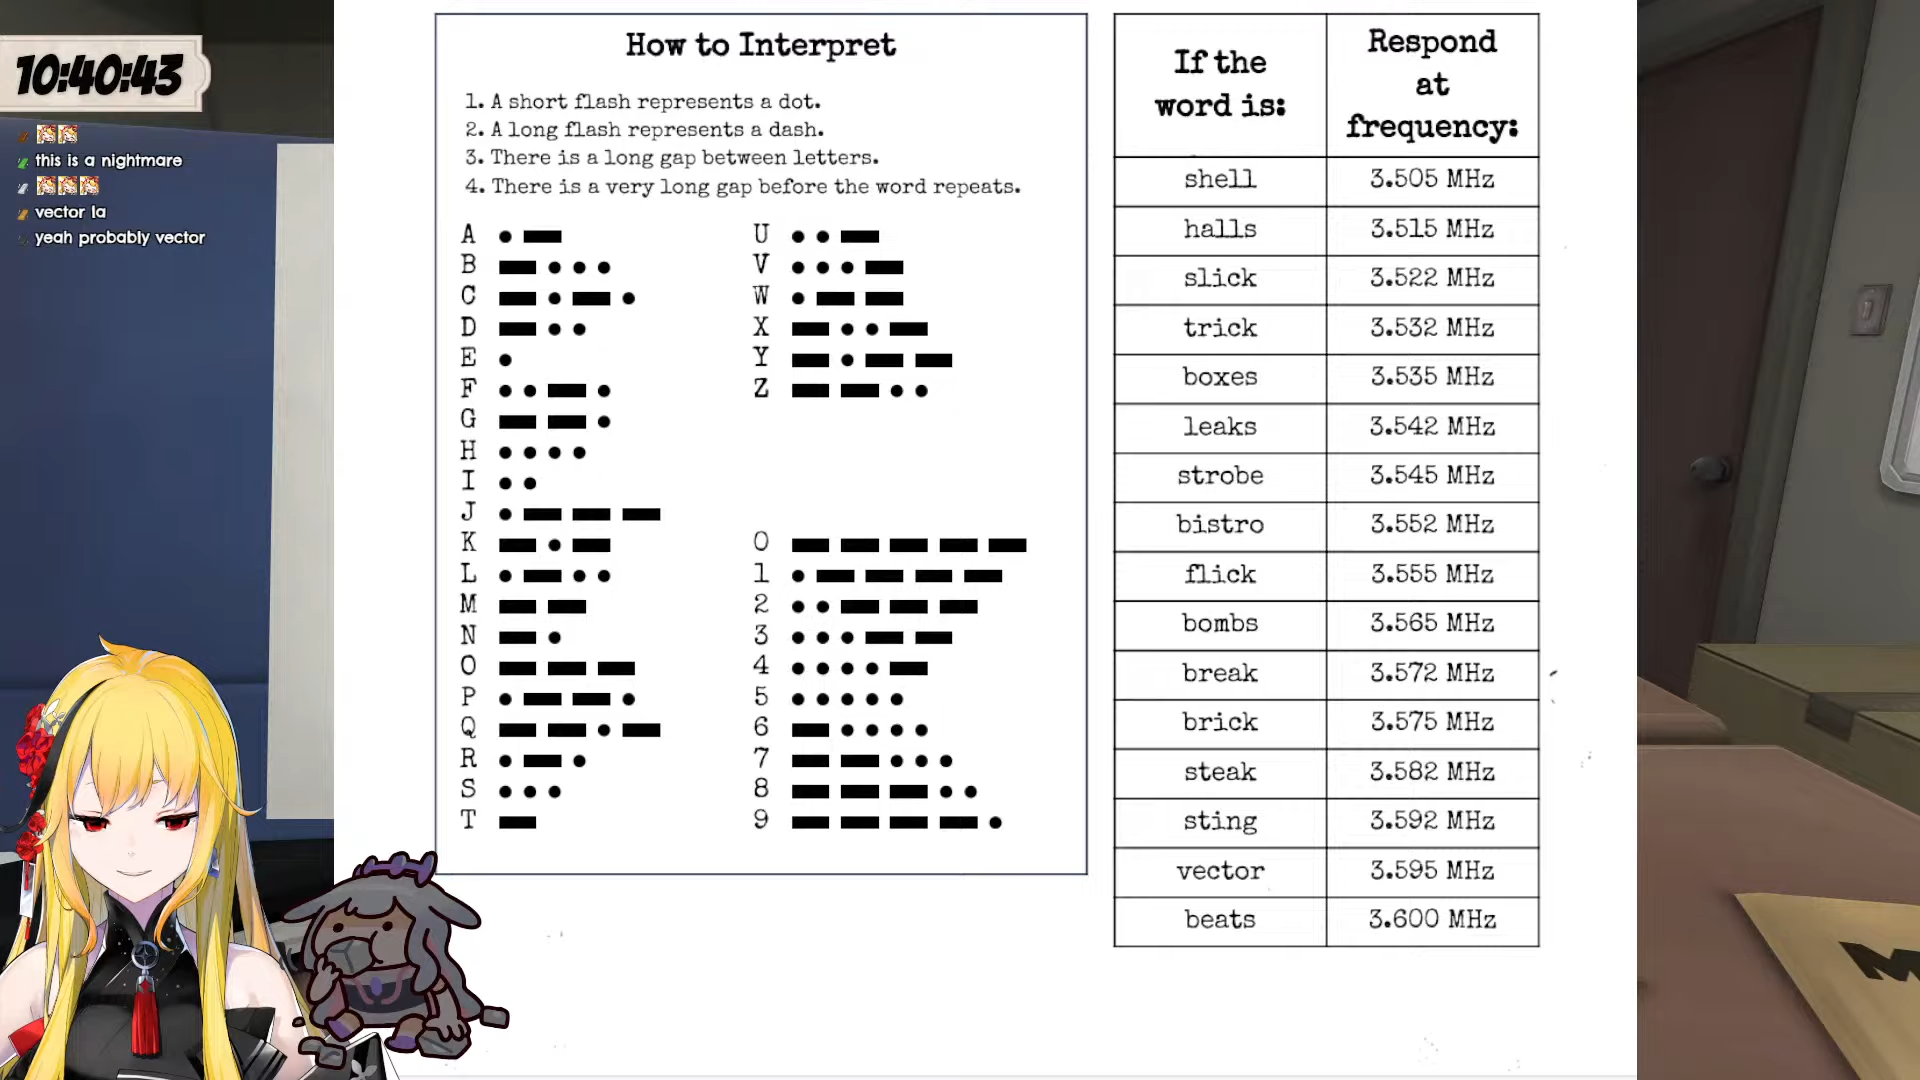 10:40:43
this is a nightmare
vector la
yeah probably vector
How to Interpret
1. A short flash represents a dot.
2. A long flash represents a dash.
3. There is a long gap between letters.
4. There is a very long gap before the word repeats.
A
B
C
D
E
F
G
H
I
J
K
L
M
N
O
P
Q
R
S
T
U
V
W
X
Y
Z
0
1
2
3
4
5
6
7
8
9
If the word is: Respond at frequency:
shell 3.505 MHz
halls 3.515 MHz
slick 3.522 MHz
trick 3.532 MHz
boxes 3.535 MHz
leaks 3.542 MHz
strobe 3.545 MHz
bistro 3.552 MHz
flick 3.555 MHz
bombs 3.565 MHz
break 3.572 MHz
brick 3.575 MHz
steak 3.582 MHz
sting 3.592 MHz
vector 3.595 MHz
beats 3.600 MHz